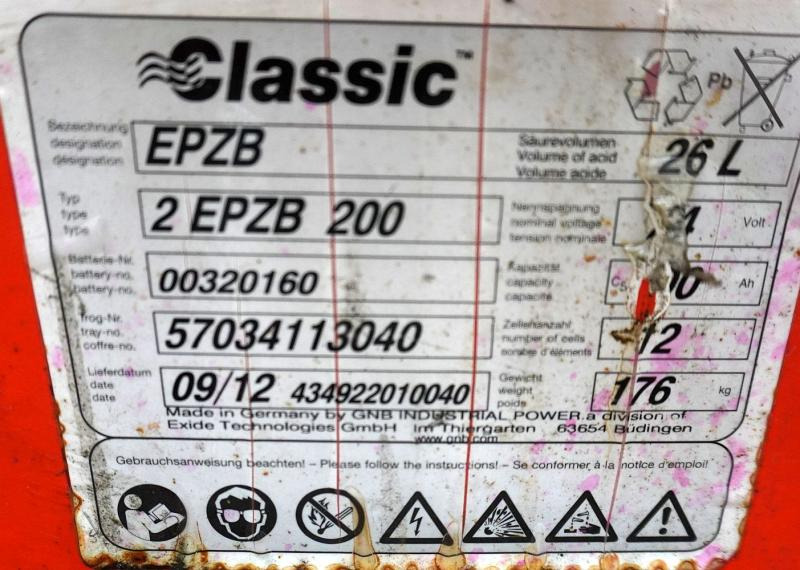 Classic™
Pb
Bezeichnung
designation
désignation
EPZB
Säurevolumen
Volume of acid
Volume acide
26 L
Typ
type
type
2 EPZB 200
Nennspannung
nominal voltage
tension nominale
Volt
Batterie-Nr.
battery-no.
battery-no.
00320160
Kapazität
capacity
capacité
Ah
Trog-Nr.
tray-no.
coffre-no.
57034113040
Zellenanzahl
number of cells
nombre d'éléments
12
Lieferdatum
date
date
09/12 434922010040
Gewicht
weight
poids
176
kg
Made in Germany by GNB INDUSTRIAL POWER.a division of
Exide Technologies GmbH Im Thiergarten 63654 Büdingen
www.gnb.com
Gebrauchsanweisung beachten! – Please follow the instructions! – Se conformer à la notice d'emploi!